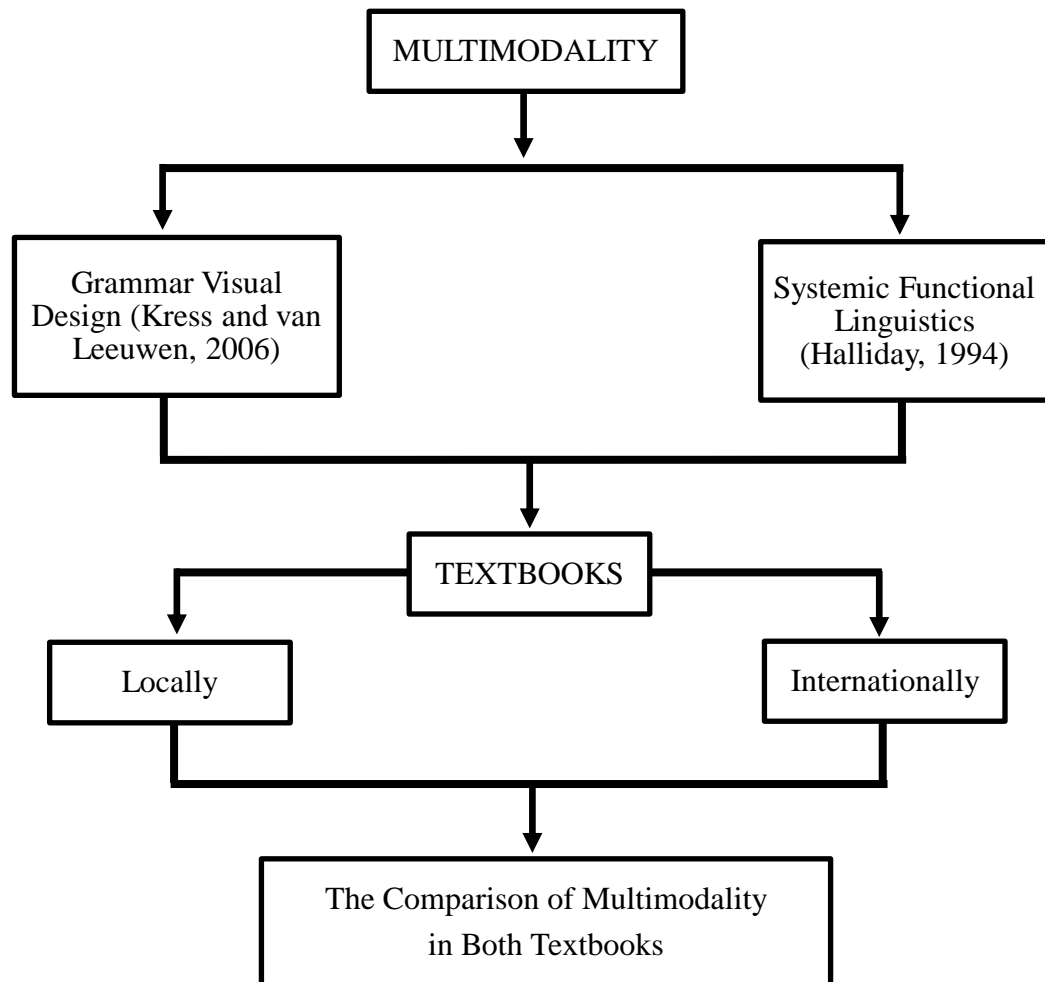 MULTIMODALITY
Grammar Visual
Design (Kress and van
Leeuwen, 2006)
Systemic Functional
Linguistics
(Halliday, 1994)
TEXTBOOKS
Locally
Internationally
The Comparison of Multimodality
in Both Textbooks